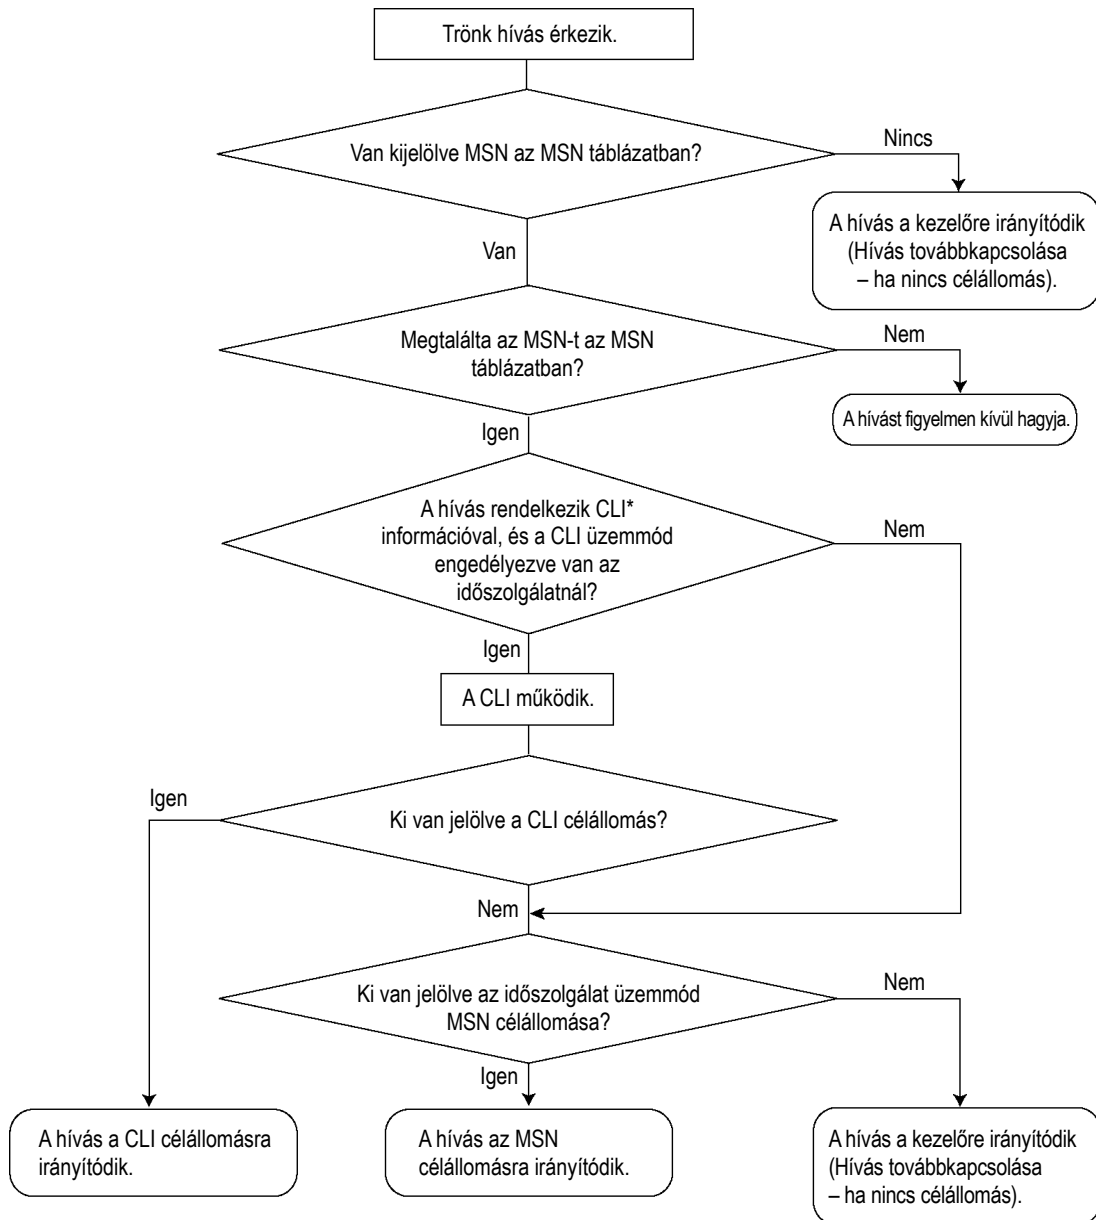 Trönk hívás érkezik.
Van kijelölve MSN az MSN táblázatban?
Nincs
A hívás a kezelőre irányítódik
(Hívás továbbkapcsolása
– ha nincs célállomás).
Van
Megtalálta az MSN-t az MSN
táblázatban?
Nem
A hívást figyelmen kívül hagyja.
Igen
A hívás rendelkezik CLI*
információval, és a CLI üzemmód
engedélyezve van az
időszolgálatnál?
Nem
Igen
A CLI működik.
Igen
Ki van jelölve a CLI célállomás?
Nem
Ki van jelölve az időszolgálat üzemmód
MSN célállomása?
Nem
Igen
A hívás a CLI célállomásra
irányítódik.
A hívás az MSN
célállomásra irányítódik.
A hívás a kezelőre irányítódik
(Hívás továbbkapcsolása
– ha nincs célállomás).